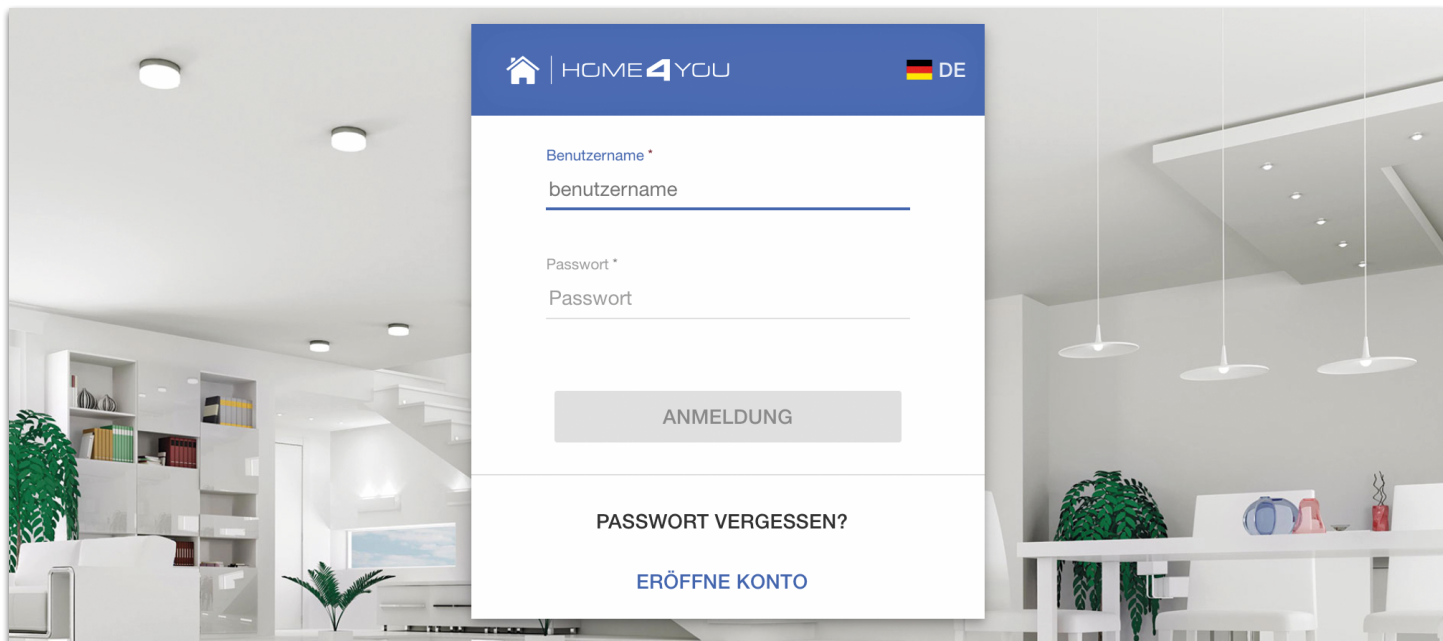 HOME4YOU
DE
Benutzername *
benutzername
Passwort *
Passwort
ANMELDUNG
PASSWORT VERGESSEN?
ERÖFFNE KONTO